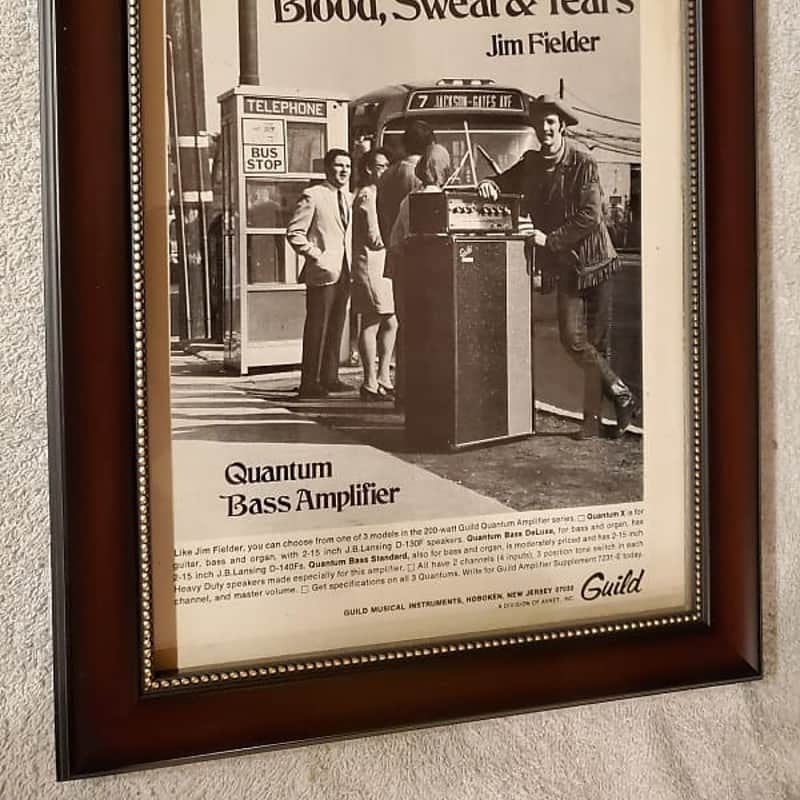 Blood, Sweat & Tears
Jim Fielder
TELEPHONE
BUS
STOP
7 JACKSON-GATES AVE
Guild
Quantum
Bass Amplifier
Like Jim Fielder, you can choose from one of 3 models in the 200-watt Guild Quantum Amplifier series. □ Quantum X is for
guitar, bass and organ, with 2-15 inch J.B.Lansing D-130F speakers. Quantum Bass DeLuxe, for bass and organ, has
2-15 inch J.B.Lansing D-140Fs. Quantum Bass Standard, also for bass and organ, is moderately priced and has 2-15 inch
Heavy Duty speakers made especially for this amplifier. □ All have 2 channels (4 inputs), 3 position tone switch in each
channel, and master volume. □ Get specifications on all 3 Quantums. Write for Guild Amplifier Supplement 7231-E today.
GUILD MUSICAL INSTRUMENTS, HOBOKEN, NEW JERSEY 07030
A DIVISION OF AVNET, INC.
Guild